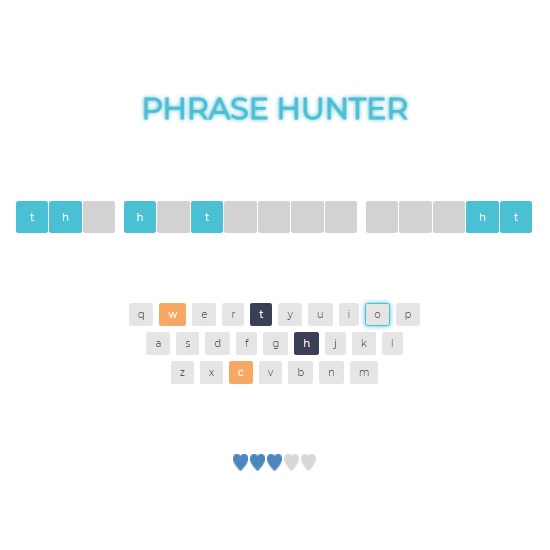 PHRASE HUNTER
t h h t h t
q w e r t y u i o p
a s d f g h j k l
z x c v b n m